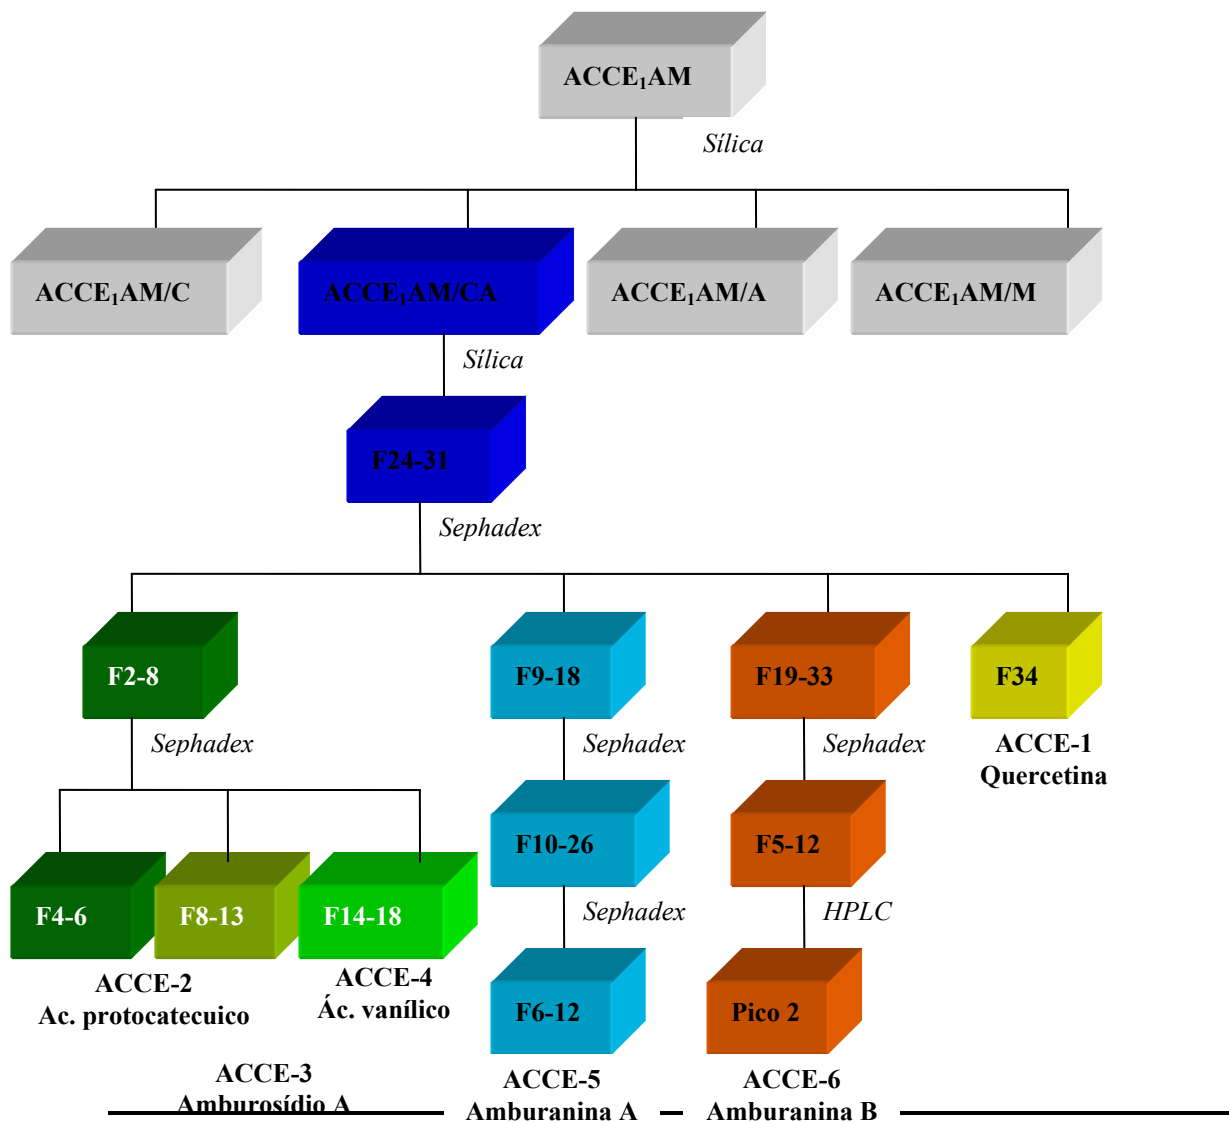 ACCE₁AM
Sílica
ACCE₁AM/C
ACCE₁AM/CA
ACCE₁AM/A
ACCE₁AM/M
Sílica
F24-31
Sephadex
F2-8
F9-18
F19-33
F34
Sephadex
Sephadex
Sephadex
ACCE-1
Quercetina
F10-26
F5-12
F4-6
F8-13
F14-18
Sephadex
HPLC
ACCE-2
Ac. protocatecuico
ACCE-4
Ác. vanílico
F6-12
Pico 2
ACCE-3
Amburosídio A
ACCE-5
Amburanina A
ACCE-6
Amburanina B